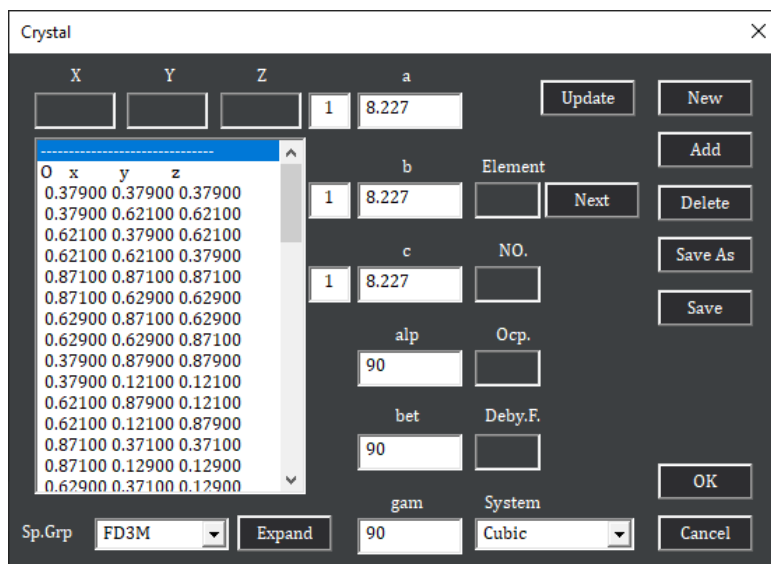 Crystal
X Y Z a
1 8.227 Update New
------------------------------
O x y z
0.37900 0.37900 0.37900
0.37900 0.62100 0.62100
0.62100 0.37900 0.62100
0.62100 0.62100 0.37900
0.87100 0.87100 0.87100
0.87100 0.62900 0.62900
0.62900 0.87100 0.62900
0.62900 0.62900 0.87100
0.37900 0.87900 0.87900
0.37900 0.12100 0.12100
0.62100 0.87900 0.12100
0.62100 0.12100 0.87900
0.87100 0.37100 0.37100
0.87100 0.12900 0.12900
0.62900 0.37100 0.12900
Add
b Element
1 8.227 Next Delete
c NO. Save As
1 8.227
Save
alp Ocp.
90
bet Deby.F.
90
OK
gam System
Sp.Grp FD3M Expand 90 Cubic Cancel